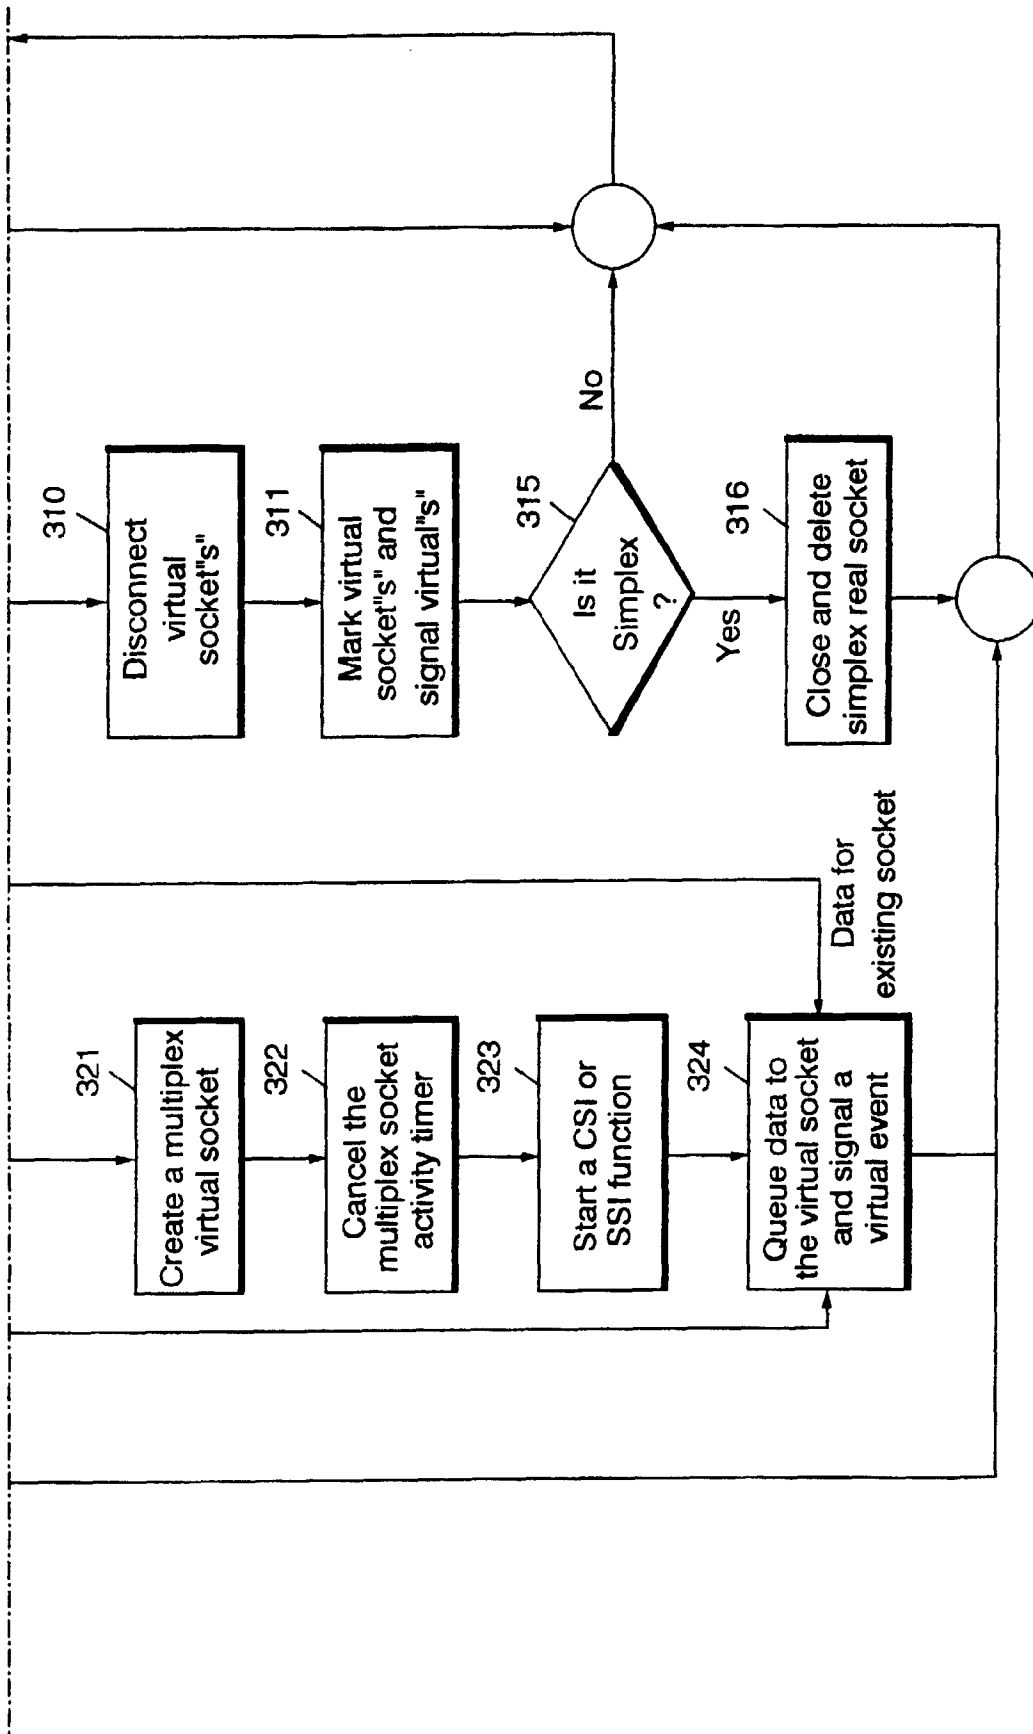 321
Create a multiplex
virtual socket
322
Cancel the
multiplex socket
activity timer
323
Start a CSI or
SSI function
324
Queue data to
the virtual socket
and signal a
virtual event
Data for
existing socket
310
Disconnect
virtual
socket"s"
311
Mark virtual
socket"s" and
signal virtual"s"
315
Is it
Simplex
?
No
Yes
316
Close and delete
simplex real socket